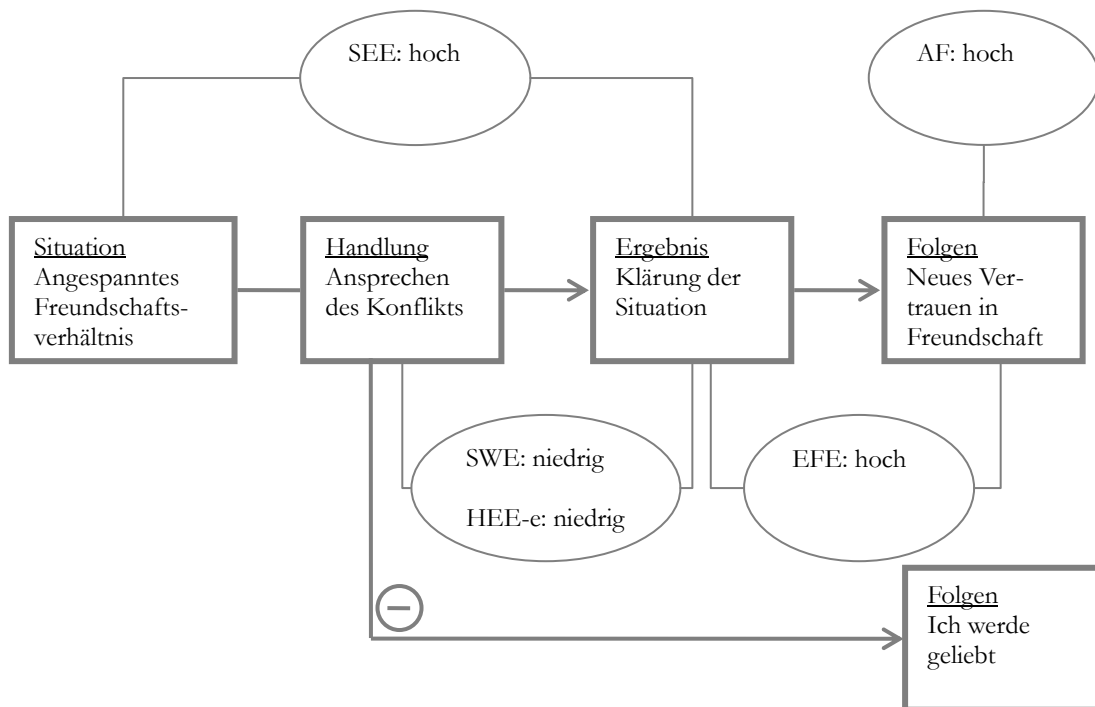 SEE: hoch
AF: hoch
Situation
Angespanntes
Freundschafts-
verhältnis
Handlung
Ansprechen
des Konflikts
Ergebnis
Klärung der
Situation
Folgen
Neues Ver-
trauen in
Freundschaft
SWE: niedrig
HEE-e: niedrig
EFE: hoch
Folgen
Ich werde
geliebt